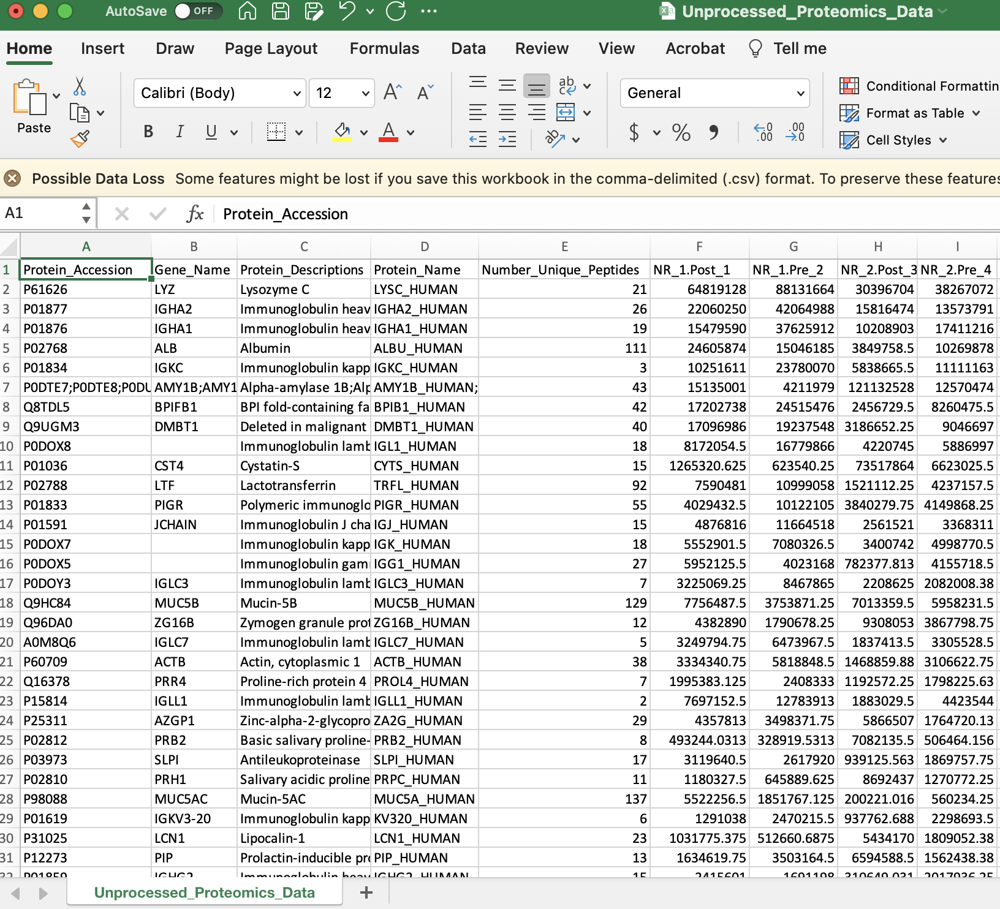 AutoSave OFF Unprocessed_Proteomics_Data
Home Insert Draw Page Layout Formulas Data Review View Acrobat Tell me
Paste Calibri (Body) 12 General Conditional Formattin
Format as Table
Cell Styles
Possible Data Loss Some features might be lost if you save this workbook in the comma-delimited (.csv) format. To preserve these features
A1 fx Protein_Accession
A B C D E F G H I
1 Protein_Accession Gene_Name Protein_Descriptions Protein_Name Number_Unique_Peptides NR_1.Post_1 NR_1.Pre_2 NR_2.Post_3 NR_2.Pre_4
2 P61626 LYZ Lysozyme C LYSC_HUMAN 21 64819128 88131664 30396704 38267072
3 P01877 IGHA2 Immunoglobulin heav IGHA2_HUMAN 26 22060250 42064988 15816474 13573791
4 P01876 IGHA1 Immunoglobulin heav IGHA1_HUMAN 19 15479590 37625912 10208903 17411216
5 P02768 ALB Albumin ALBU_HUMAN 111 24605874 15046185 3849758.5 10269878
6 P01834 IGKC Immunoglobulin kapp IGKC_HUMAN 3 10251611 23780070 5838665.5 11111163
7 P0DTE7;P0DTE8;P0DU AMY1B;AMY1 Alpha-amylase 1B;Alp AMY1B_HUMAN; 43 15135001 4211979 121132528 12570474
8 Q8TDL5 BPIFB1 BPI fold-containing fa BPIB1_HUMAN 42 17202738 24515476 2456729.5 8260475.5
9 Q9UGM3 DMBT1 Deleted in malignant DMBT1_HUMAN 40 17096986 19237548 3186652.25 9046697
10 P0DOX8 Immunoglobulin lamb IGL1_HUMAN 18 8172054.5 16779866 4220745 5886997
11 P01036 CST4 Cystatin-S CYTS_HUMAN 15 1265320.625 623540.25 73517864 6623025.5
12 P02788 LTF Lactotransferrin TRFL_HUMAN 92 7590481 10999058 1521112.25 4237157.5
13 P01833 PIGR Polymeric immunoglo PIGR_HUMAN 55 4029432.5 10122105 3840279.75 4149868.25
14 P01591 JCHAIN Immunoglobulin J cha IGJ_HUMAN 15 4876816 11664518 2561521 3368311
15 P0DOX7 Immunoglobulin kapp IGK_HUMAN 18 5552901.5 7080326.5 3400742 4998770.5
16 P0DOX5 Immunoglobulin gam IGG1_HUMAN 27 5952125.5 4023168 782377.813 4155718.5
17 P0DOY3 IGLC3 Immunoglobulin lamb IGLC3_HUMAN 7 3225069.25 8467865 2208625 2082008.38
18 Q9HC84 MUC5B Mucin-5B MUC5B_HUMAN 129 7756487.5 3753871.25 7013359.5 5958231.5
19 Q96DA0 ZG16B Zymogen granule prot ZG16B_HUMAN 12 4382890 1790678.25 9308053 3867798.75
20 A0M8Q6 IGLC7 Immunoglobulin lamb IGLC7_HUMAN 5 3249794.75 6473967.5 1837413.5 3305528.5
21 P60709 ACTB Actin, cytoplasmic 1 ACTB_HUMAN 38 3334340.75 5818848.5 1468859.88 3106622.75
22 Q16378 PRR4 Proline-rich protein 4 PROL4_HUMAN 7 1995383.125 2408333 1192572.25 1798225.63
23 P15814 IGLL1 Immunoglobulin lamb IGLL1_HUMAN 2 7697152.5 12783913 1883029.5 4423544
24 P25311 AZGP1 Zinc-alpha-2-glycopro ZA2G_HUMAN 29 4357813 3498371.75 5866507 1764720.13
25 P02812 PRB2 Basic salivary proline- PRB2_HUMAN 8 493244.0313 328919.5313 7082135.5 506464.156
26 P03973 SLPI Antileukoproteinase SLPI_HUMAN 17 3119640.5 2617920 939125.563 1869757.75
27 P02810 PRH1 Salivary acidic proline PRPC_HUMAN 11 1180327.5 645889.625 8692437 1270772.25
28 P98088 MUC5AC Mucin-5AC MUC5A_HUMAN 137 5522256.5 1851767.125 200221.016 560234.25
29 P01619 IGKV3-20 Immunoglobulin kapp KV320_HUMAN 6 1291038 2470215.5 937762.688 2298693.5
30 P31025 LCN1 Lipocalin-1 LCN1_HUMAN 23 1031775.375 512660.6875 5434170 1809052.38
31 P12273 PIP Prolactin-inducible pro PIP_HUMAN 13 1634619.75 3503164.5 6594588.5 1562438.38
Unprocessed_Proteomics_Data